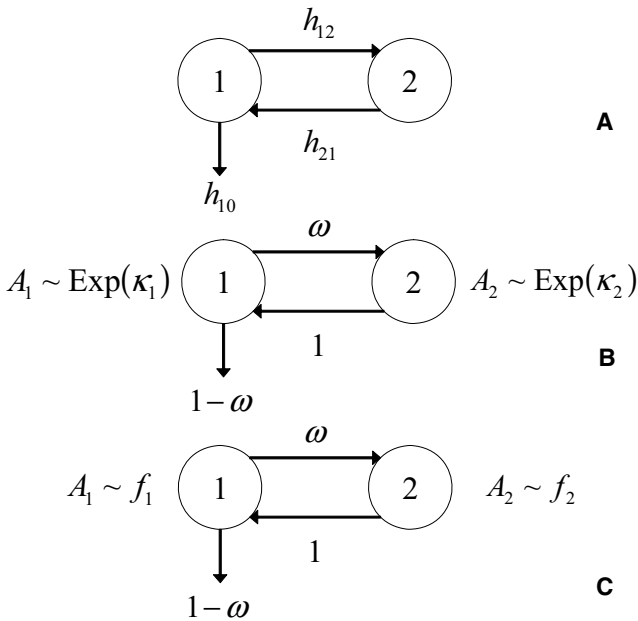 h₁₂
1 2
h₂₁
A
h₁₀
ω
A₁ ~ Exp(κ₁) 1 2 A₂ ~ Exp(κ₂)
1
B
1 − ω
ω
A₁ ~ f₁ 1 2 A₂ ~ f₂
1
C
1 − ω